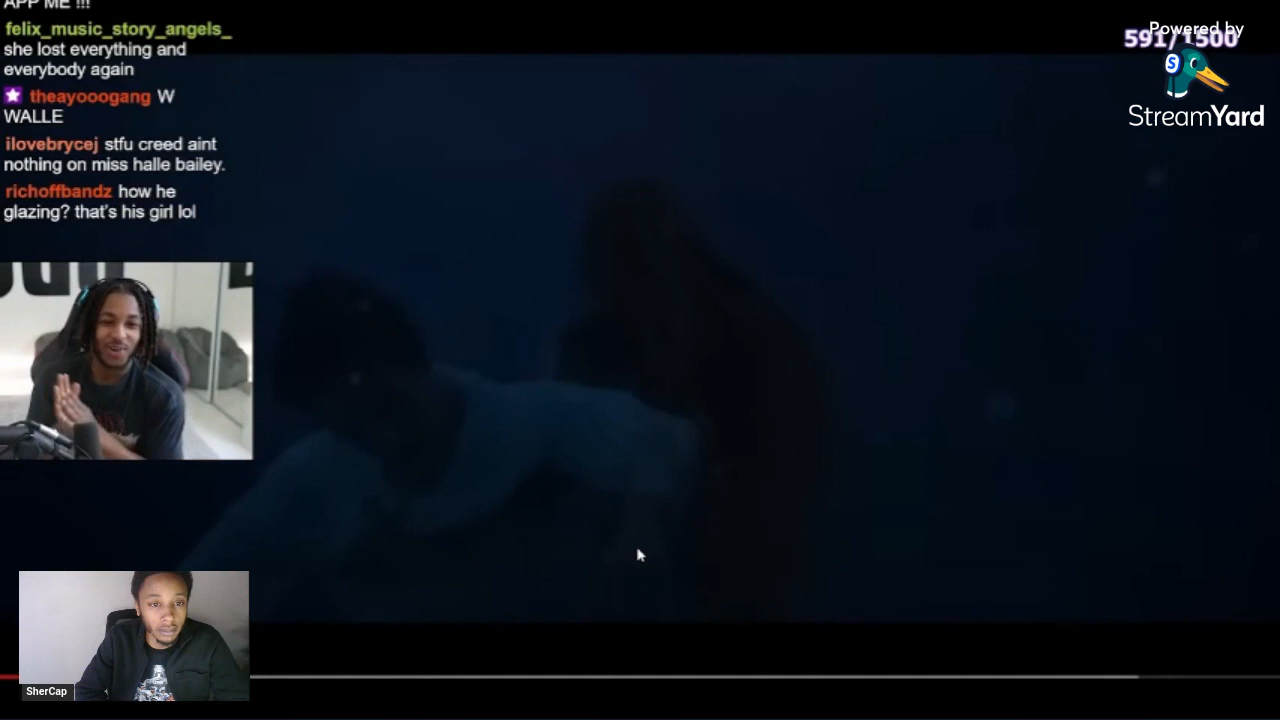 APP ME !!!
felix_music_story_angels_
she lost everything and
everybody again
theayooogang W
WALLE
ilovebrycej stfu creed aint
nothing on miss halle bailey.
richoffbandz how he
glazing? that's his girl lol
591/1500
Powered by
S
StreamYard
SherCap